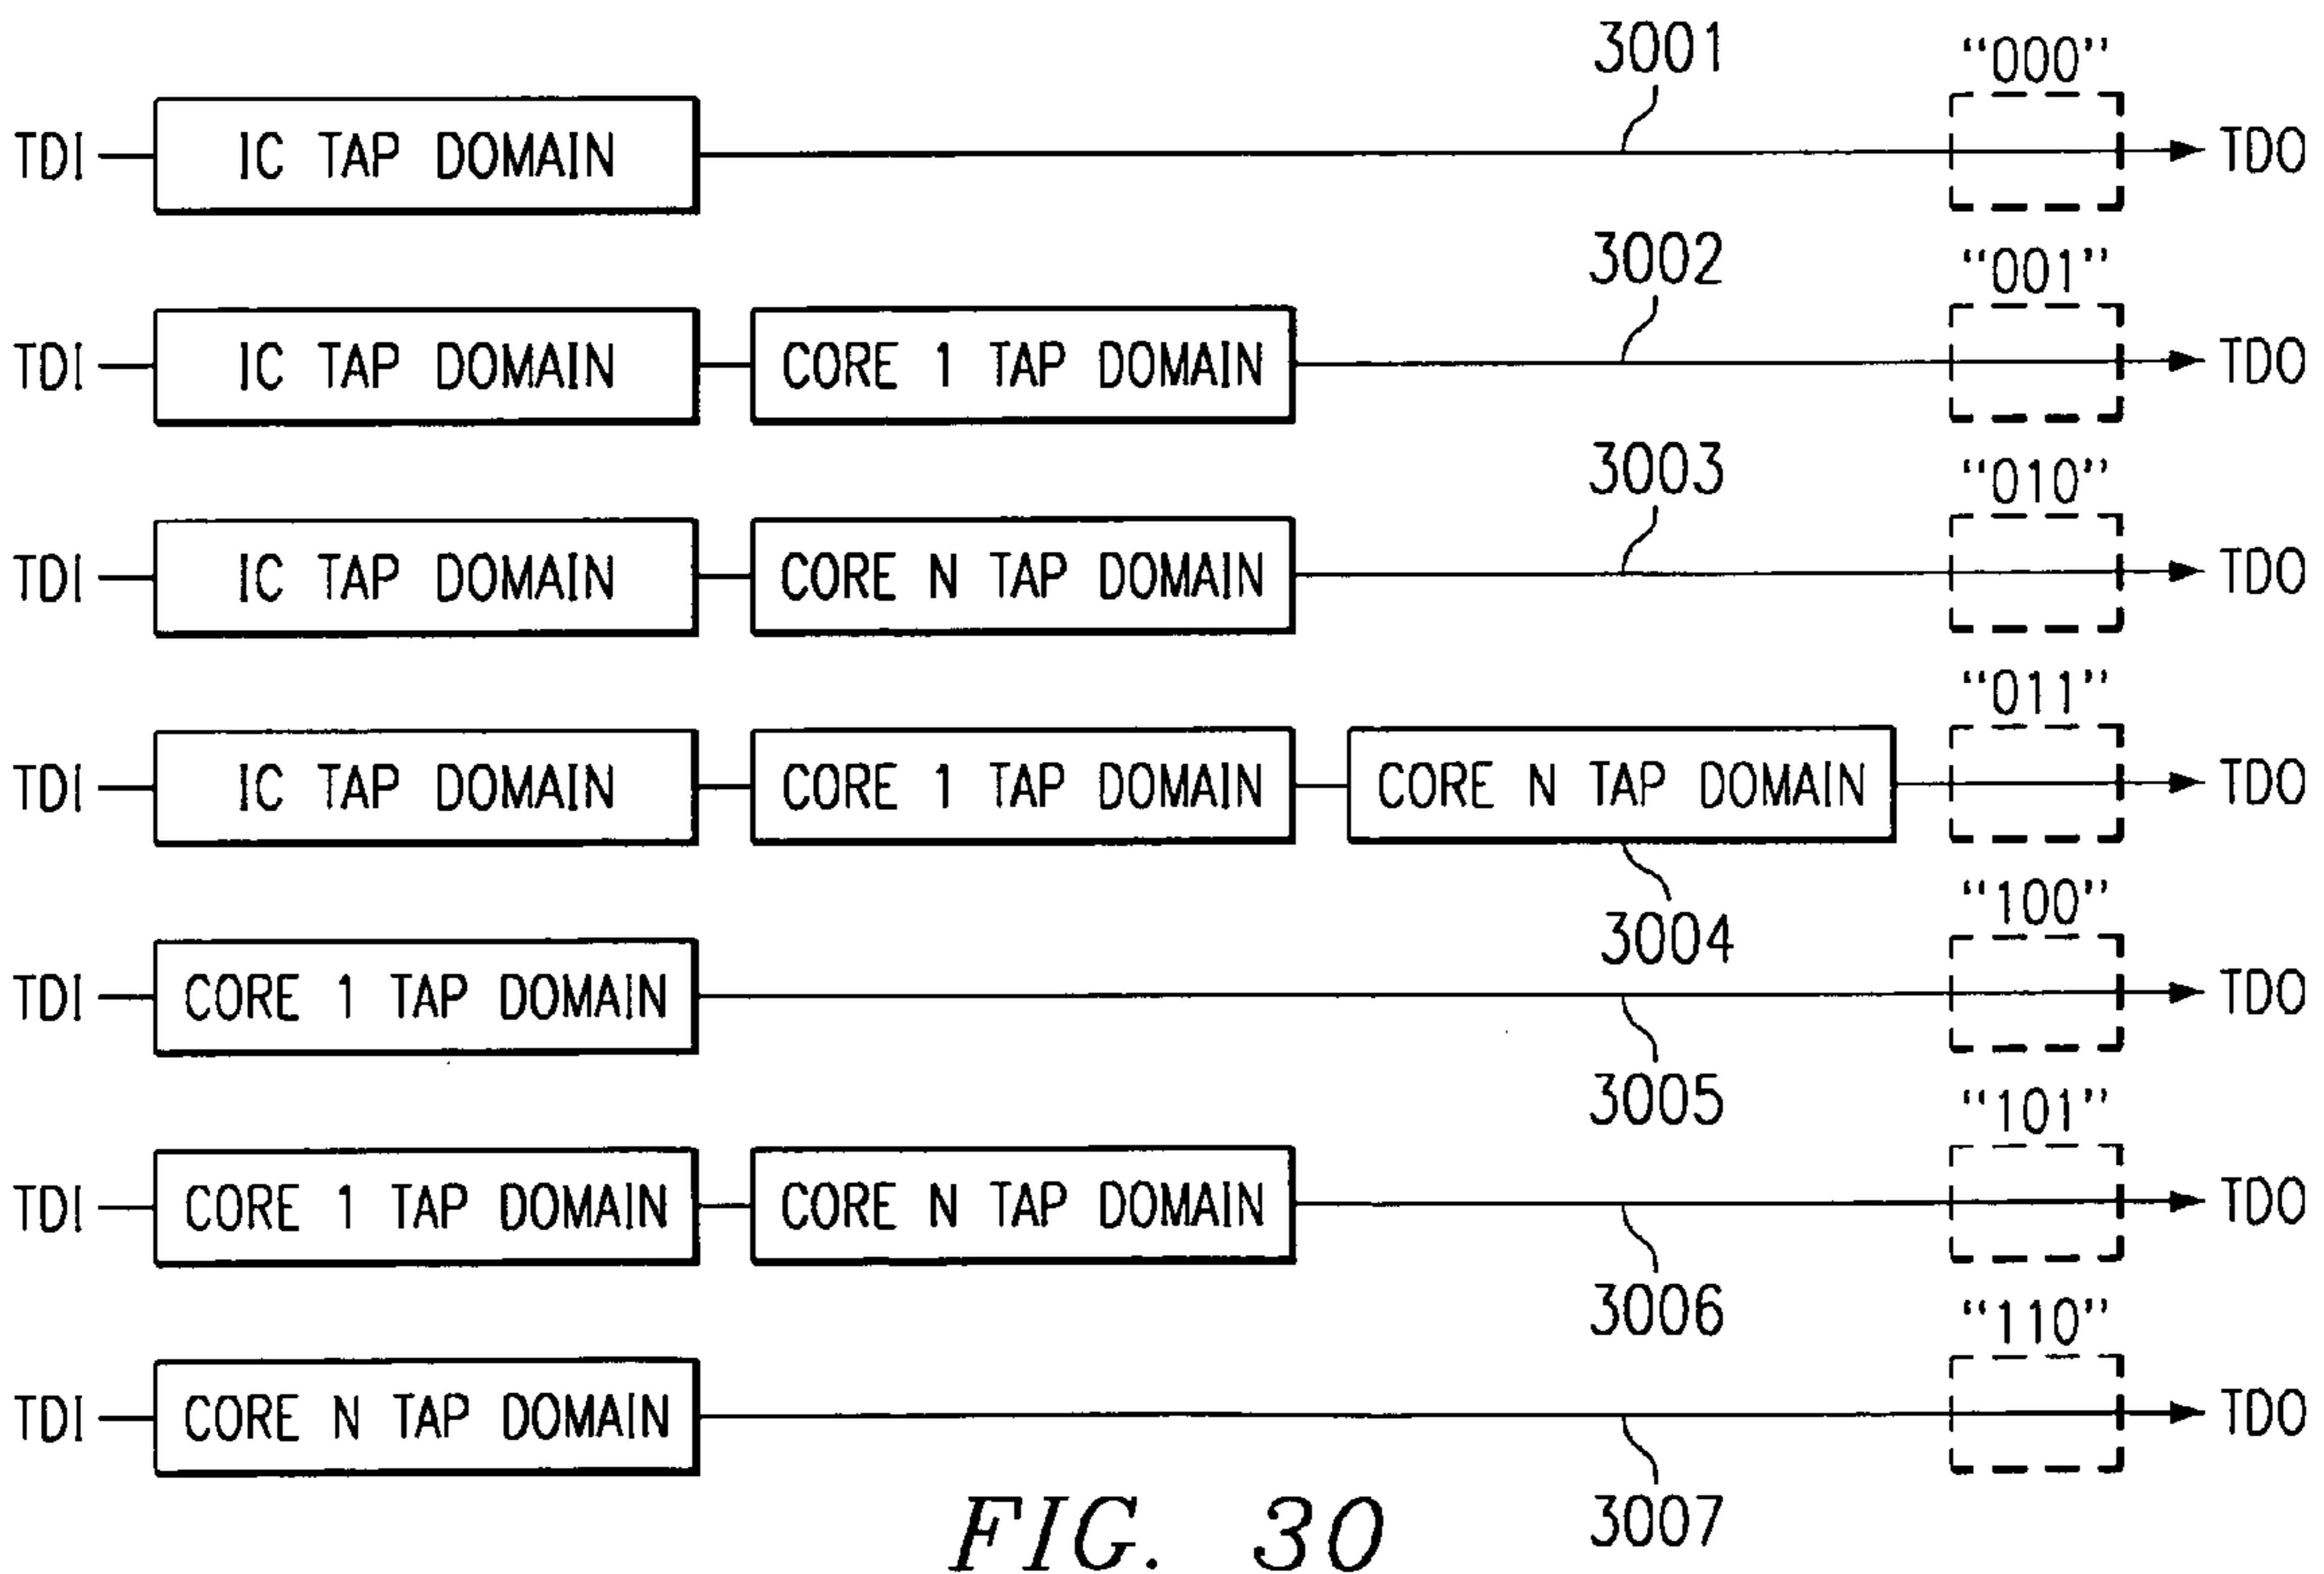 3001 “000”
TDI IC TAP DOMAIN TDO
3002 “001”
TDI IC TAP DOMAIN CORE 1 TAP DOMAIN TDO
3003 “010”
TDI IC TAP DOMAIN CORE N TAP DOMAIN TDO
“011”
TDI IC TAP DOMAIN CORE 1 TAP DOMAIN CORE N TAP DOMAIN TDO
3004 “100”
TDI CORE 1 TAP DOMAIN TDO
3005 “101”
TDI CORE 1 TAP DOMAIN CORE N TAP DOMAIN TDO
3006 “110”
TDI CORE N TAP DOMAIN TDO
3007
FIG. 30